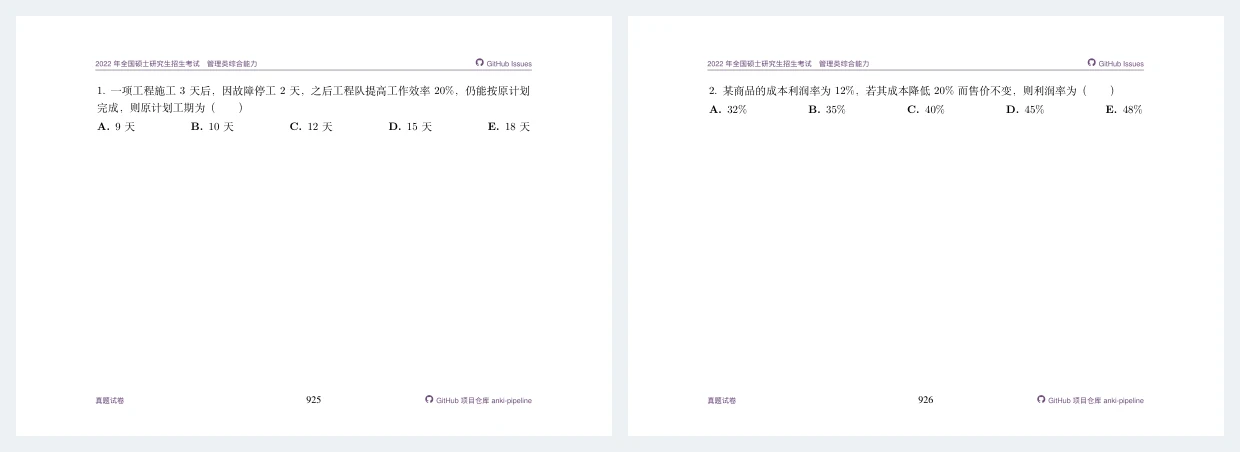 2022 年全国硕士研究生招生考试 管理类综合能力 GitHub Issues
1. 一项工程施工 3 天后，因故障停工 2 天，之后工程队提高工作效率 20%，仍能按原计划
完成，则原计划工期为（ ）
A. 9 天 B. 10 天 C. 12 天 D. 15 天 E. 18 天
真题试卷 925 GitHub 项目仓库 anki-pipeline
2022 年全国硕士研究生招生考试 管理类综合能力 GitHub Issues
2. 某商品的成本利润率为 12%，若其成本降低 20% 而售价不变，则利润率为（ ）
A. 32% B. 35% C. 40% D. 45% E. 48%
真题试卷 926 GitHub 项目仓库 anki-pipeline